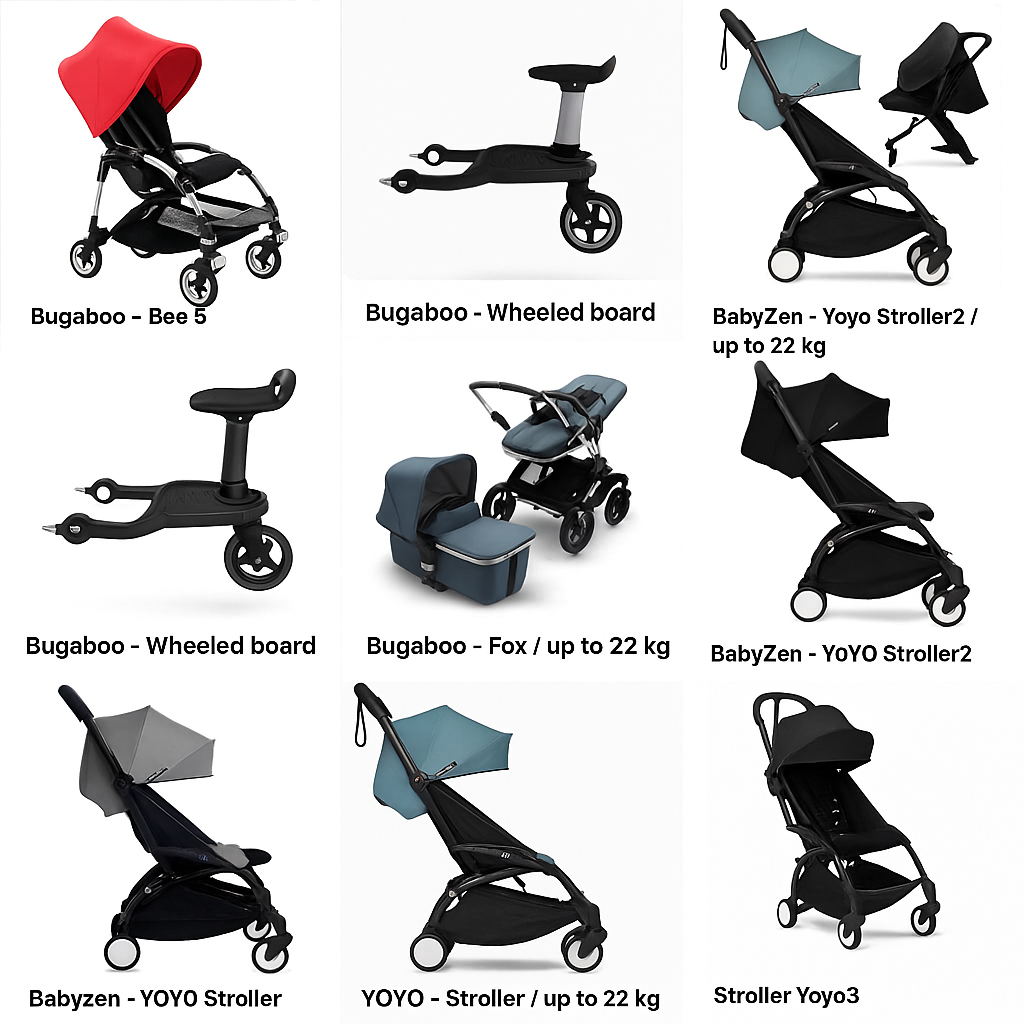 Bugaboo - Bee 5
Bugaboo - Wheeled board
BabyZen - Yoyo Stroller2 /
up to 22 kg
Bugaboo - Wheeled board
Bugaboo - Fox / up to 22 kg
BabyZen - YoYO Stroller2
Babyzen - YOYO Stroller
YOYO - Stroller / up to 22 kg
Stroller Yoyo3